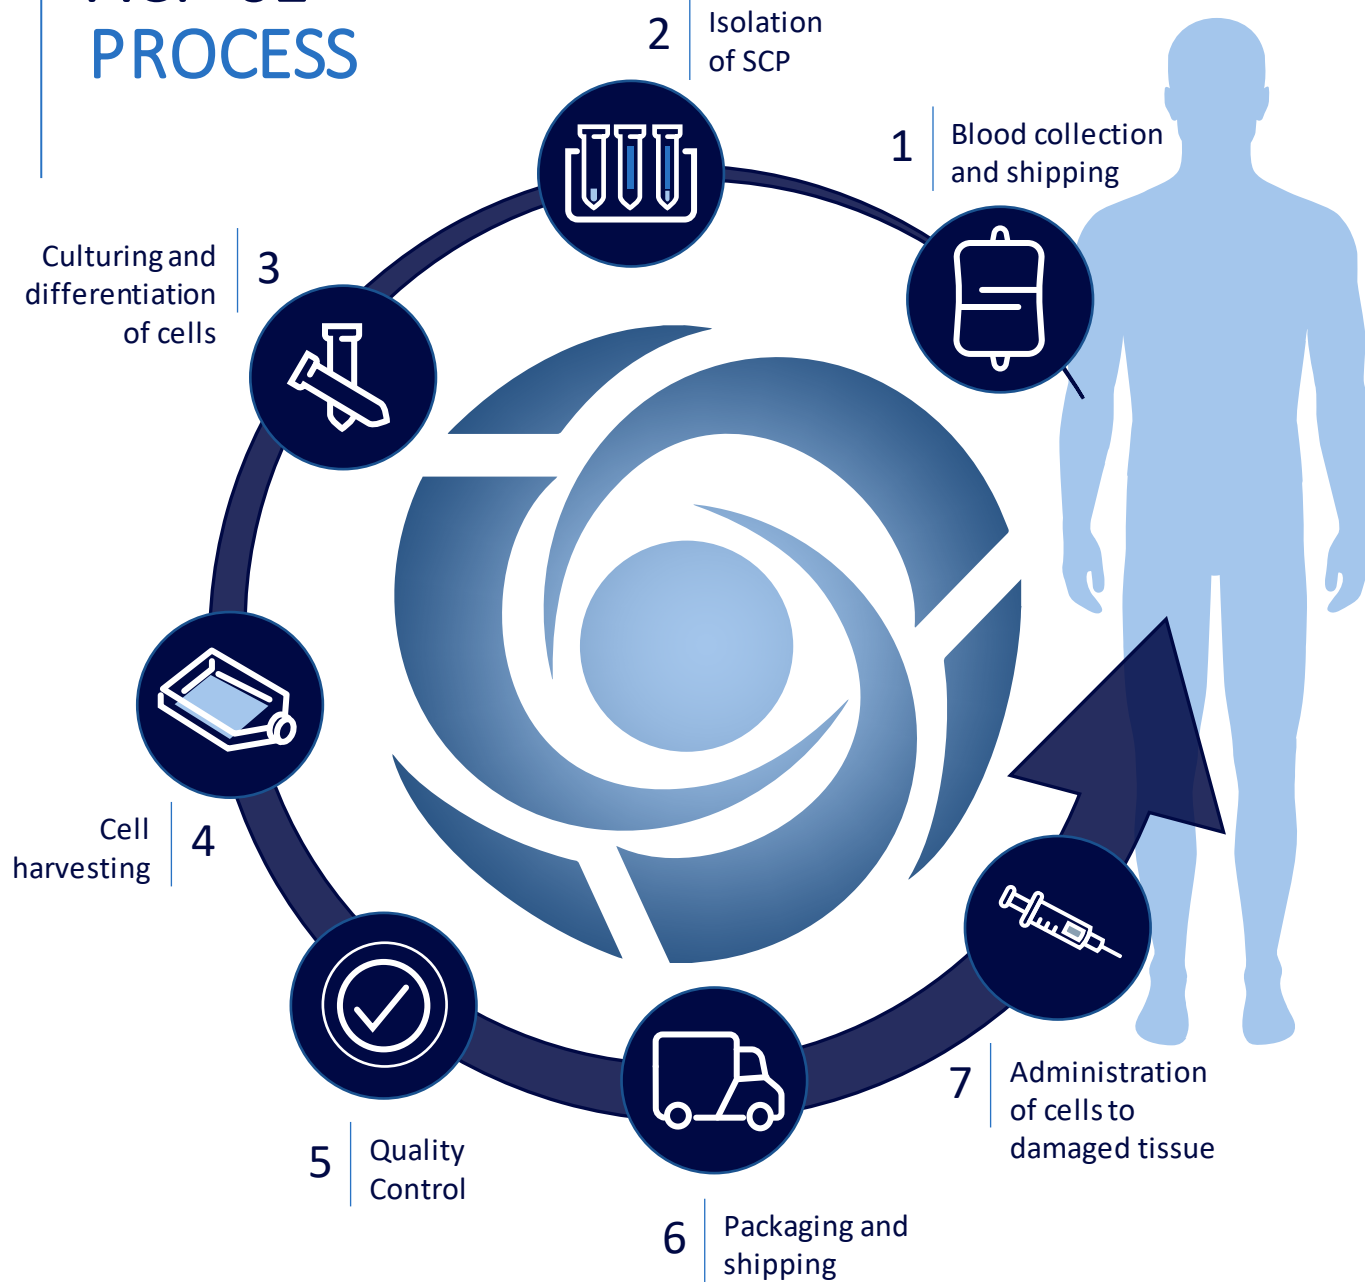 PROCESS
1
Blood collection
and shipping
2
Isolation
of SCP
3
Culturing and
differentiation
of cells
4
Cell
harvesting
5
Quality
Control
6
Packaging and
shipping
7
Administration
of cells to
damaged tissue